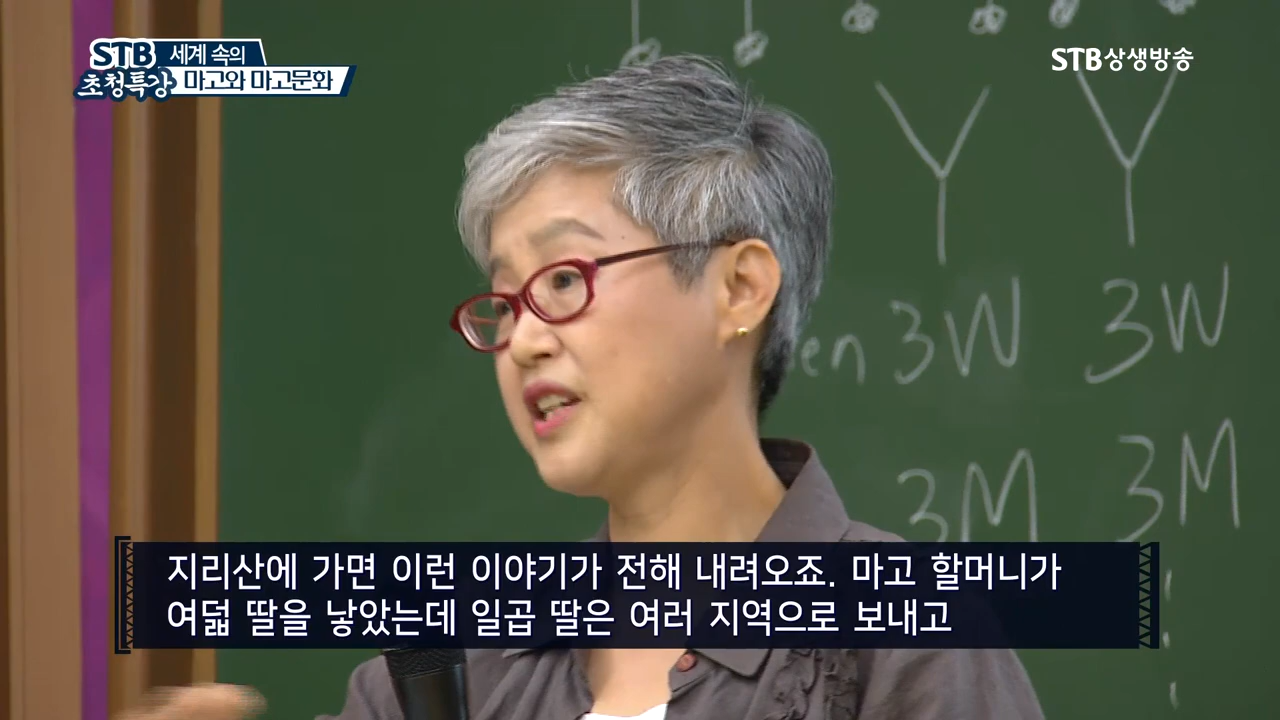 STB 세계 속의
초청특강 마고와 마고문화
STB상생방송
Y Y
en 3W 3W
3M 3M
지리산에 가면 이런 이야기가 전해 내려오죠. 마고 할머니가
여덟 딸을 낳았는데 일곱 딸은 여러 지역으로 보내고